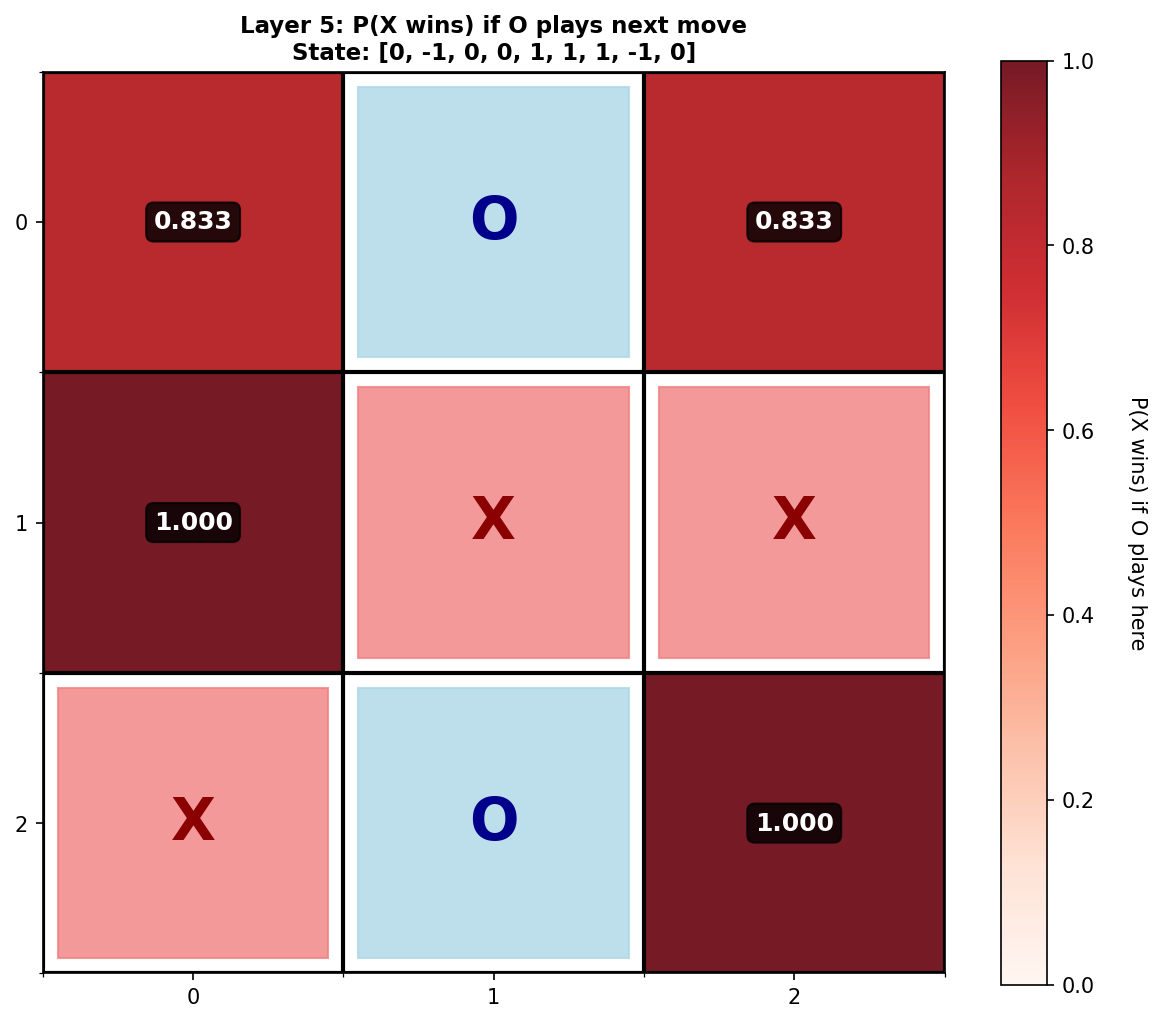 Layer 5: P(X wins) if O plays next move
State: [0, -1, 0, 0, 1, 1, 1, -1, 0]
0.833
O
0.833
1.000
X
X
X
O
1.000
0
1
2
0
1
2
1.0
0.8
0.6
0.4
0.2
0.0
P(X wins) if O plays here